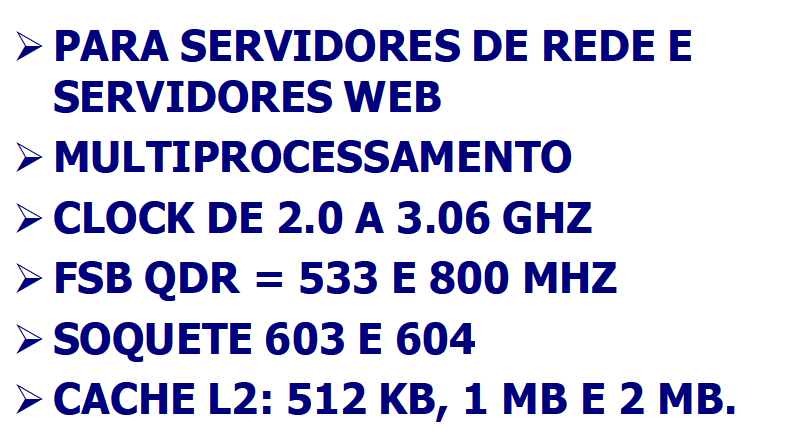 ➢ PARA SERVIDORES DE REDE E
SERVIDORES WEB
➢ MULTIPROCESSAMENTO
➢ CLOCK DE 2.0 A 3.06 GHZ
➢ FSB QDR = 533 E 800 MHZ
➢ SOQUETE 603 E 604
➢ CACHE L2: 512 KB, 1 MB E 2 MB.